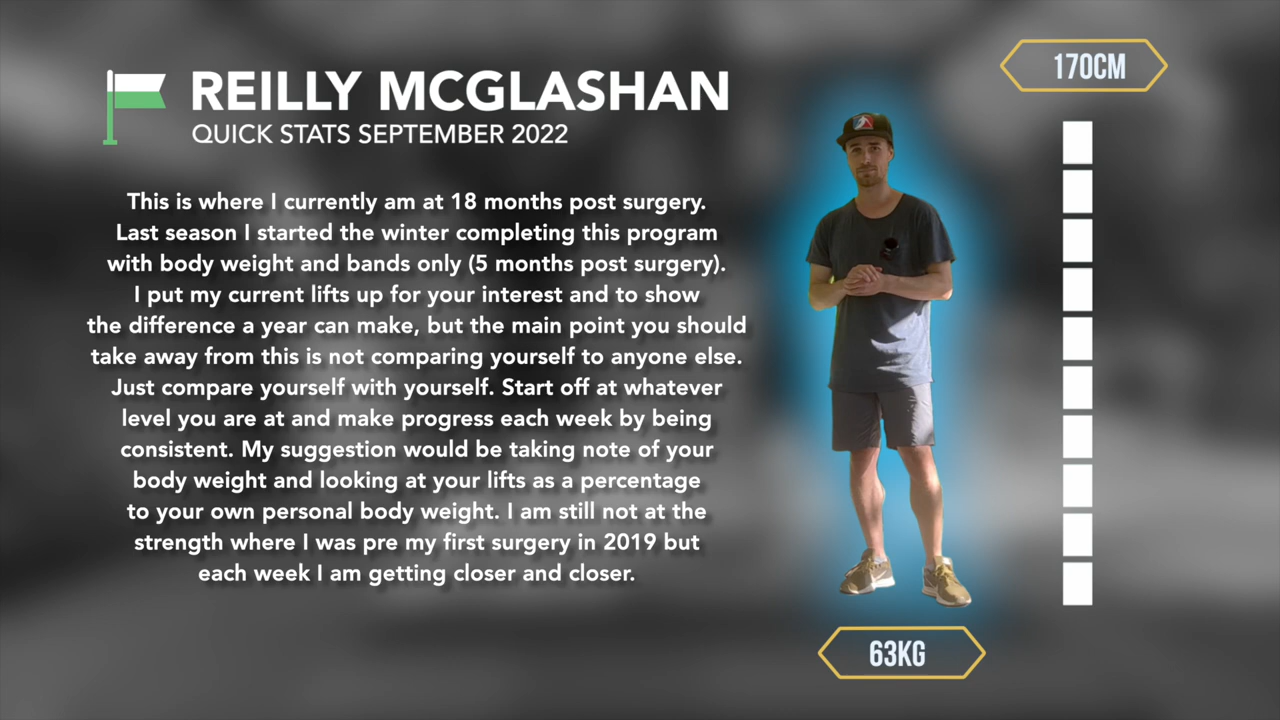 REILLY MCGLASHAN
QUICK STATS SEPTEMBER 2022
170CM
This is where I currently am at 18 months post surgery.
Last season I started the winter completing this program
with body weight and bands only (5 months post surgery).
I put my current lifts up for your interest and to show
the difference a year can make, but the main point you should
take away from this is not comparing yourself to anyone else.
Just compare yourself with yourself. Start off at whatever
level you are at and make progress each week by being
consistent. My suggestion would be taking note of your
body weight and looking at your lifts as a percentage
to your own personal body weight. I am still not at the
strength where I was pre my first surgery in 2019 but
each week I am getting closer and closer.
63KG